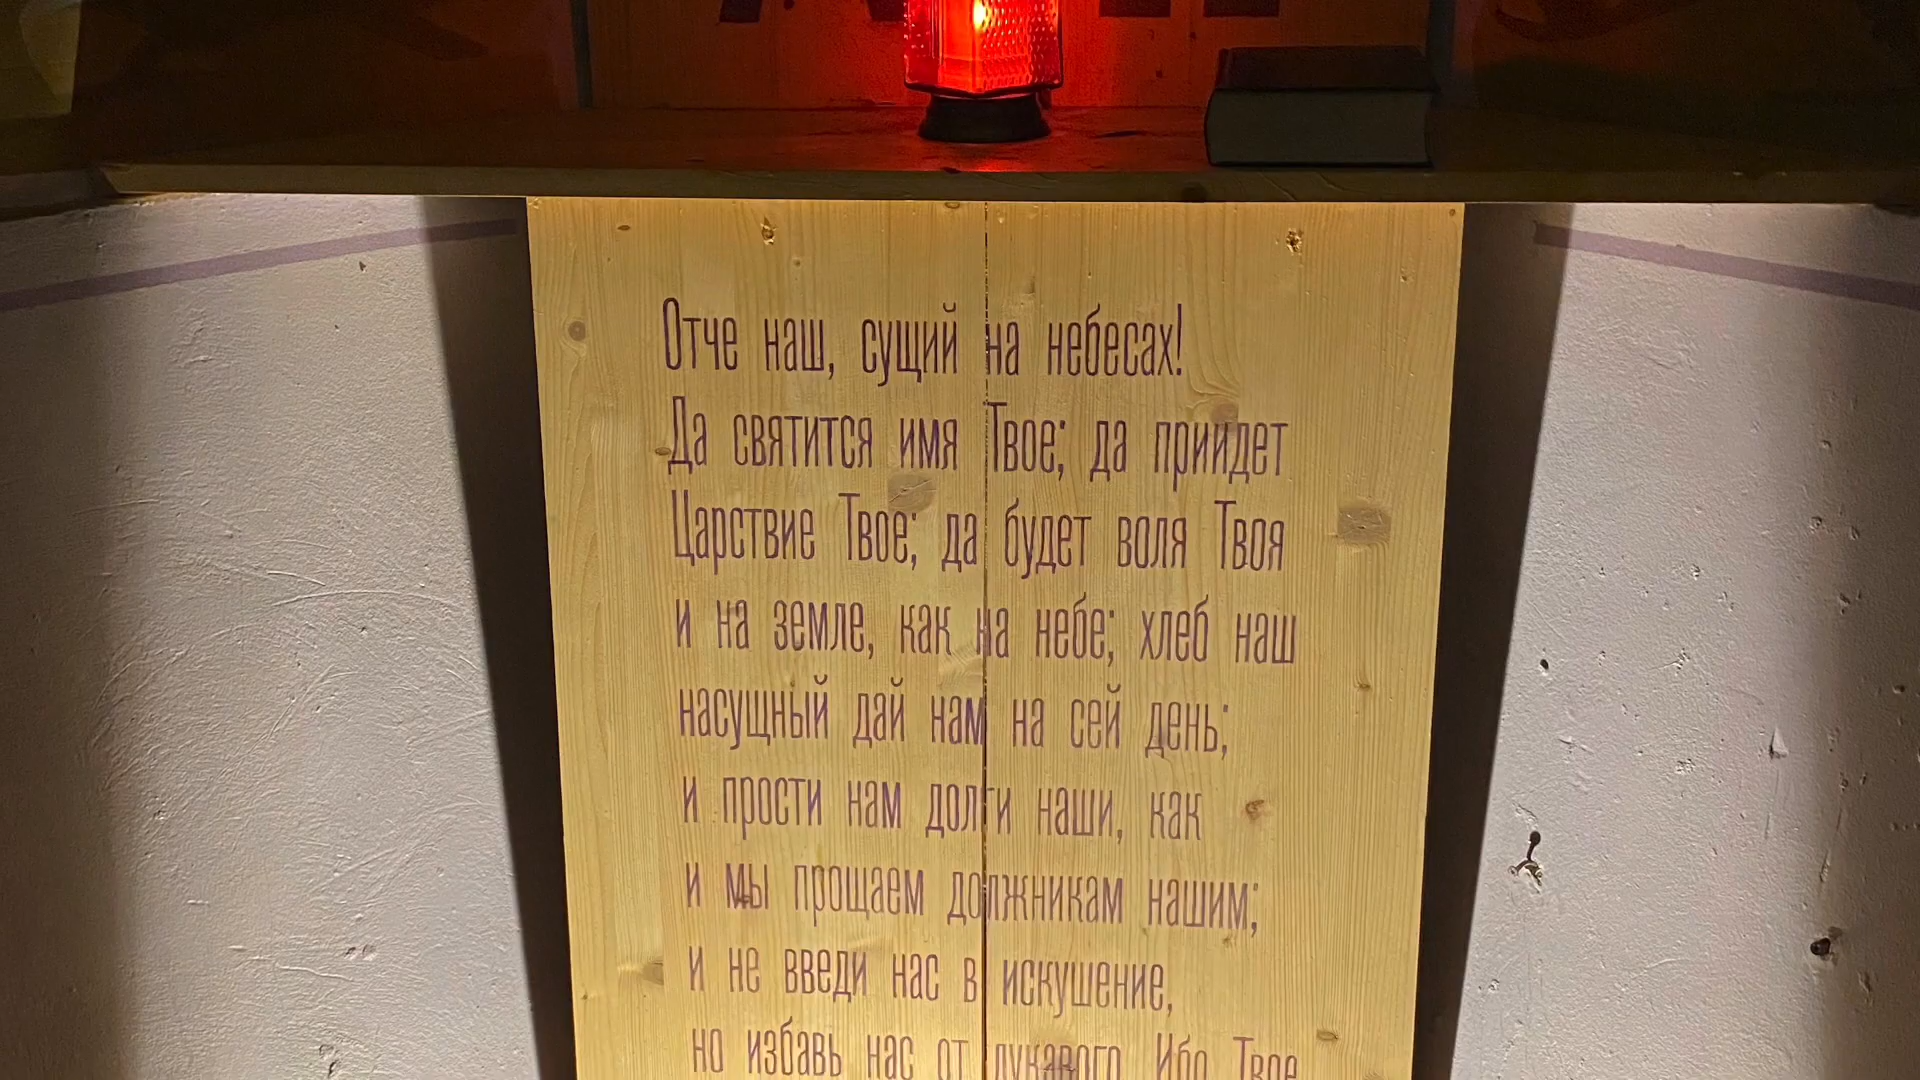 Отче наш, сущий на небесах!
Да святится имя Твое; да приидет
Царствие Твое; да будет воля Твоя
и на земле, как на небе; хлеб наш
насущный дай нам на сей день;
и прости нам долги наши, как
и мы прощаем должникам нашим;
и не введи нас в искушение,
но избавь нас от лукавого. Ибо Твое